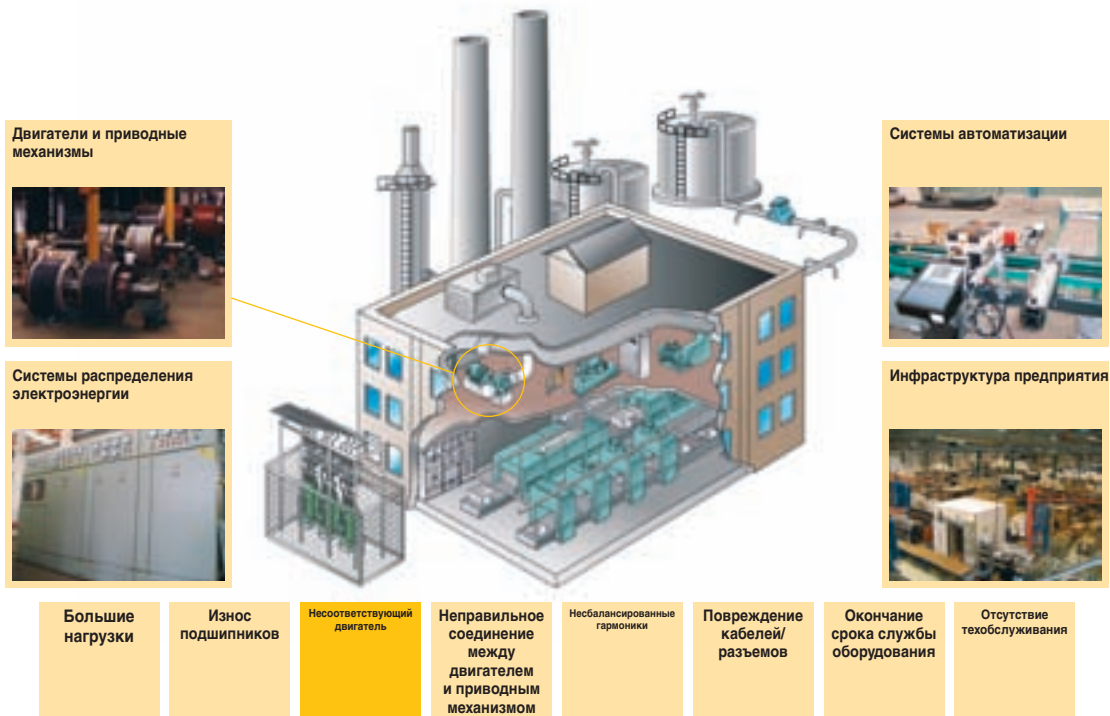 Двигатели и приводные
механизмы
Системы автоматизации
Системы распределения
электроэнергии
Инфраструктура предприятия
Большие
нагрузки
Износ
подшипников
Несоответствующий
двигатель
Неправильное
соединение
между
двигателем
и приводным
механизмом
Несбалансированные
гармоники
Повреждение
кабелей/
разъемов
Окончание
срока службы
оборудования
Отсутствие
техобслуживания